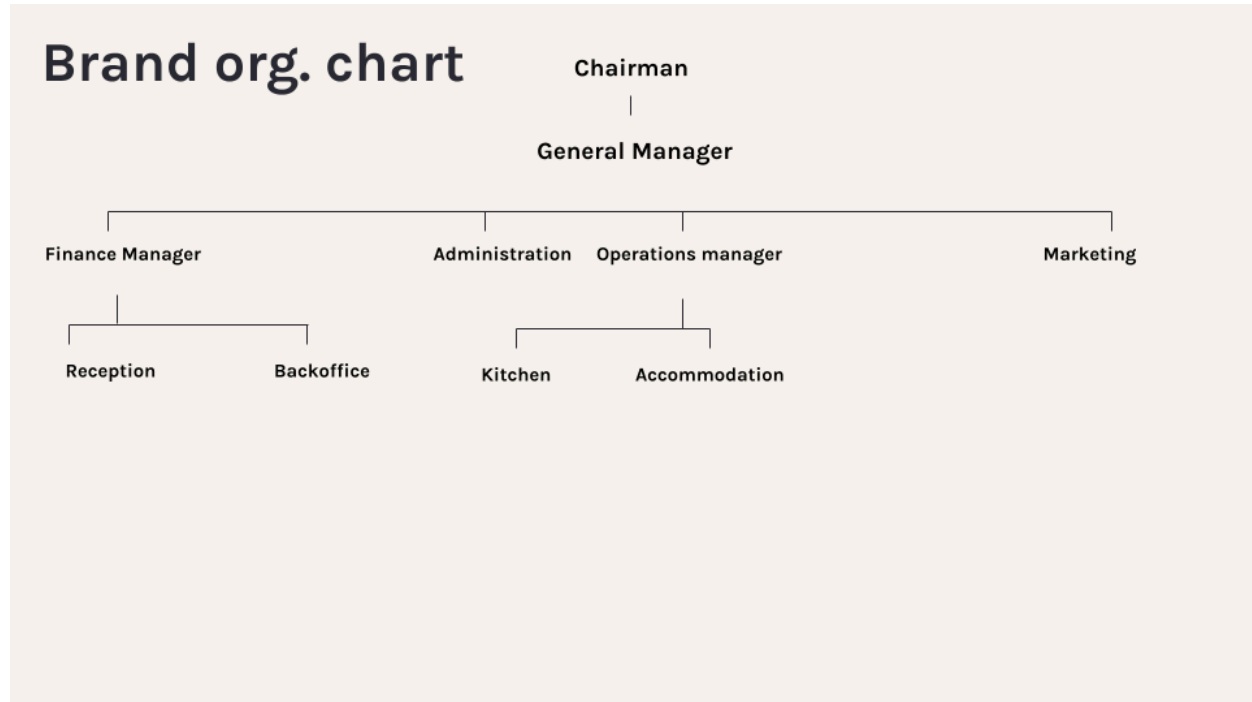 Brand org. chart
Chairman
General Manager
Finance Manager
Administration
Operations manager
Marketing
Reception
Backoffice
Kitchen
Accommodation